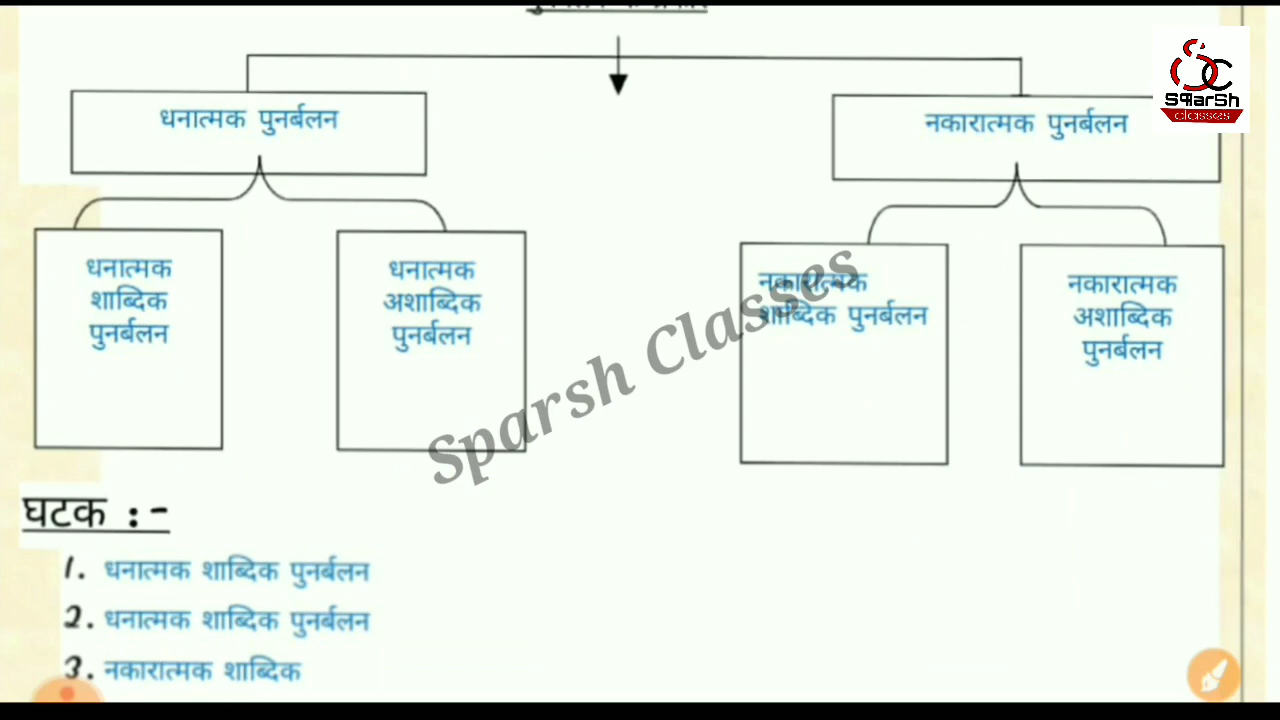 धनात्मक पुनर्बलन
नकारात्मक पुनर्बलन
SपarSh
classes
धनात्मक
शाब्दिक
पुनर्बलन
धनात्मक
अशाब्दिक
पुनर्बलन
नकारात्मक
शाब्दिक पुनर्बलन
नकारात्मक
अशाब्दिक
पुनर्बलन
Sparsh Classes
घटक :-
1. धनात्मक शाब्दिक पुनर्बलन
2. धनात्मक शाब्दिक पुनर्बलन
3. नकारात्मक शाब्दिक